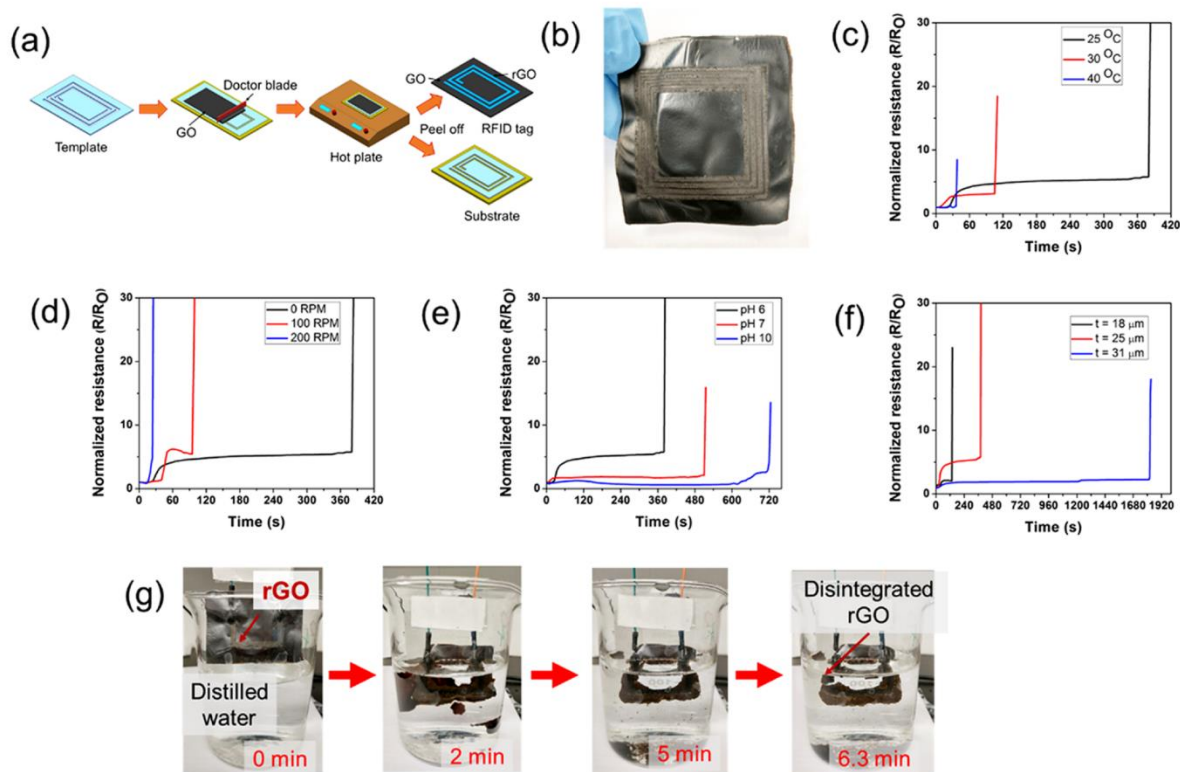 (a)
Template
GO
Doctor blade
Hot plate
Peel off
GO
rGO
RFID tag
Substrate
(b)
(c)
Normalized resistance (R/RO)
30
20
10
0
0 60 120 180 240 300 360 420
Time (s)
25 OC
30 OC
40 OC
(d)
Normalized resistance (R/RO)
30
25
20
15
10
5
0
0 60 120 180 240 300 360 420
Time (s)
0 RPM
100 RPM
200 RPM
(e)
Normalized resistance (R/RO)
30
25
20
15
10
5
0
0 120 240 360 480 600 720
Time (s)
pH 6
pH 7
pH 10
(f)
Normalized resistance (R/RO)
30
20
10
0
0 240 480 720 960 1200 1440 1680 1920
Time (s)
t = 18 μm
t = 25 μm
t = 31 μm
(g)
rGO
Distilled
water
0 min
2 min
5 min
Disintegrated
rGO
6.3 min